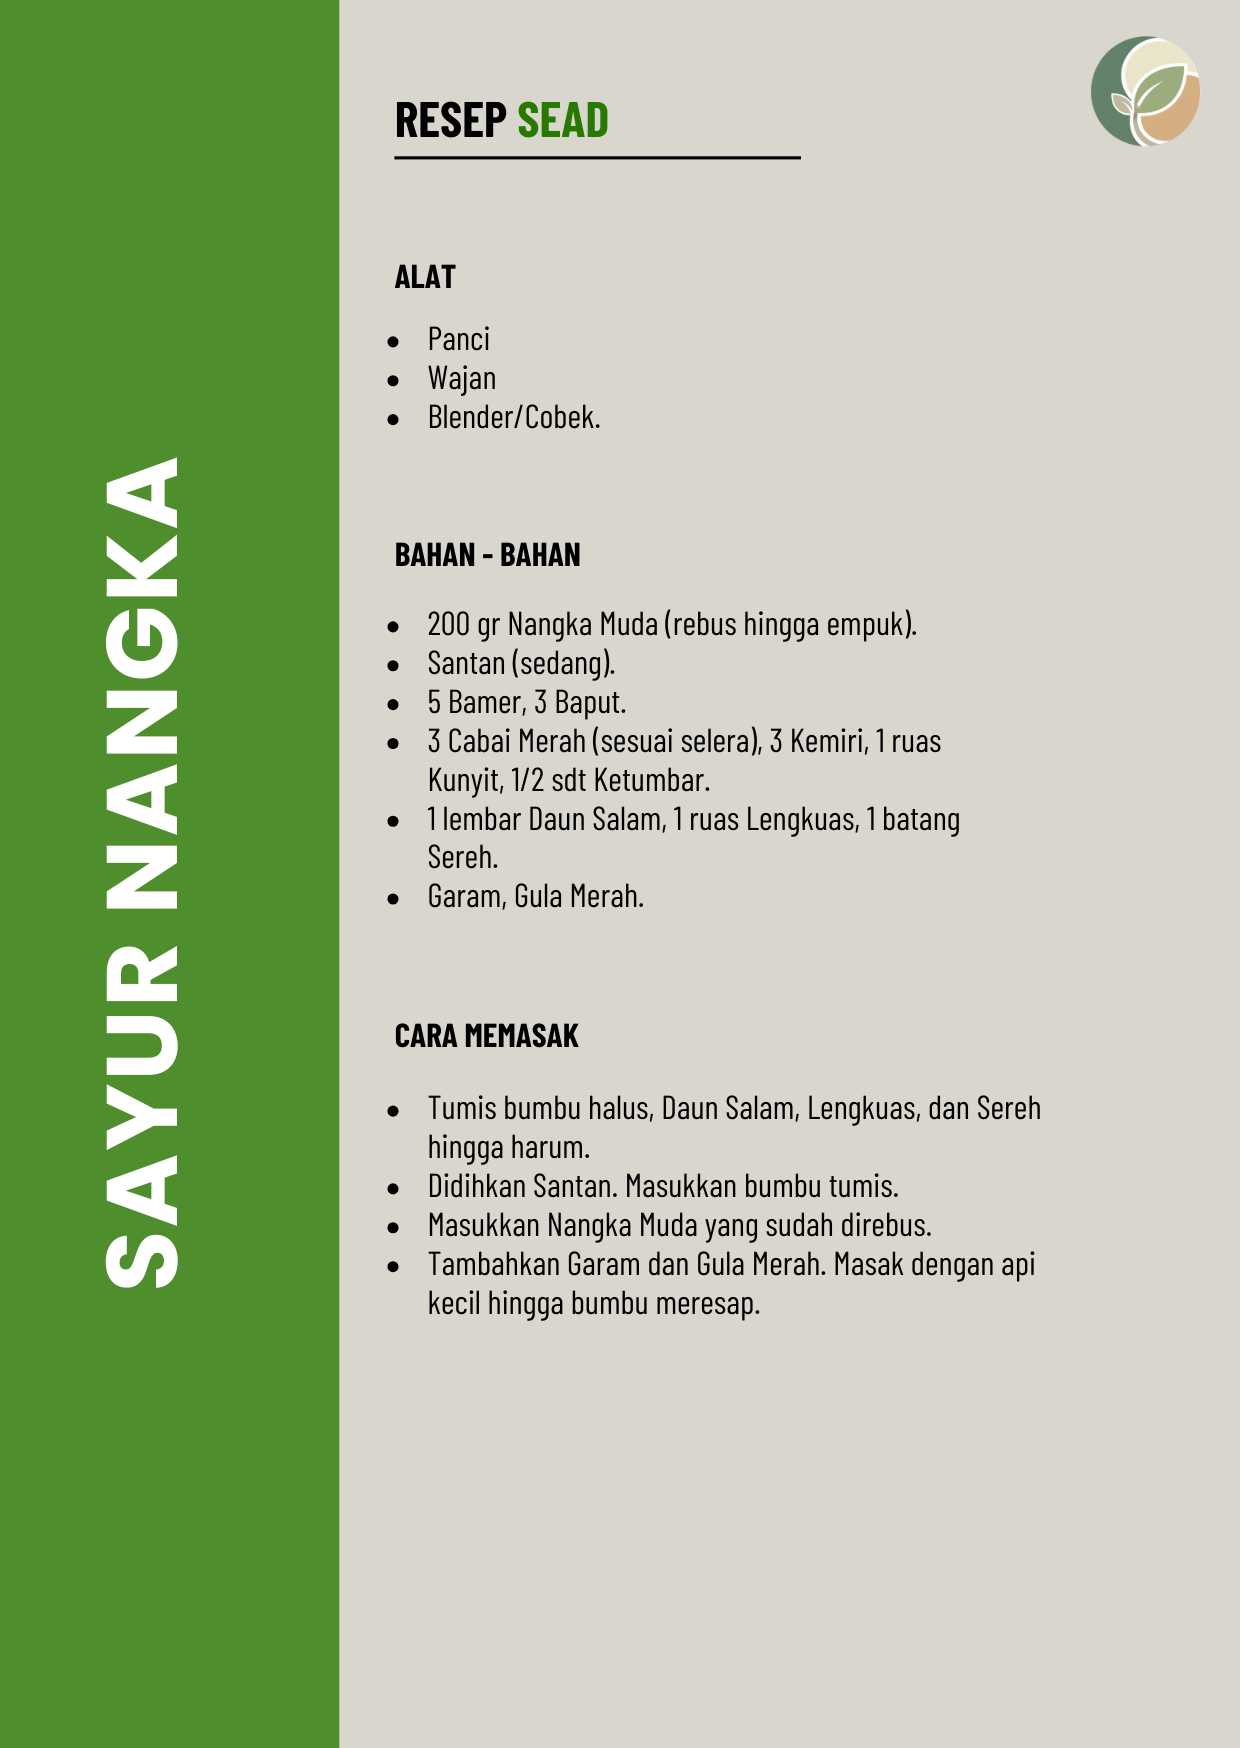 SAYUR NANGKA
RESEP SEAD
ALAT
• Panci
• Wajan
• Blender/Cobek.
BAHAN - BAHAN
• 200 gr Nangka Muda (rebus hingga empuk).
• Santan (sedang).
• 5 Bamer, 3 Baput.
• 3 Cabai Merah (sesuai selera), 3 Kemiri, 1 ruas
Kunyit, 1/2 sdt Ketumbar.
• 1 lembar Daun Salam, 1 ruas Lengkuas, 1 batang
Sereh.
• Garam, Gula Merah.
CARA MEMASAK
• Tumis bumbu halus, Daun Salam, Lengkuas, dan Sereh
hingga harum.
• Didihkan Santan. Masukkan bumbu tumis.
• Masukkan Nangka Muda yang sudah direbus.
• Tambahkan Garam dan Gula Merah. Masak dengan api
kecil hingga bumbu meresap.